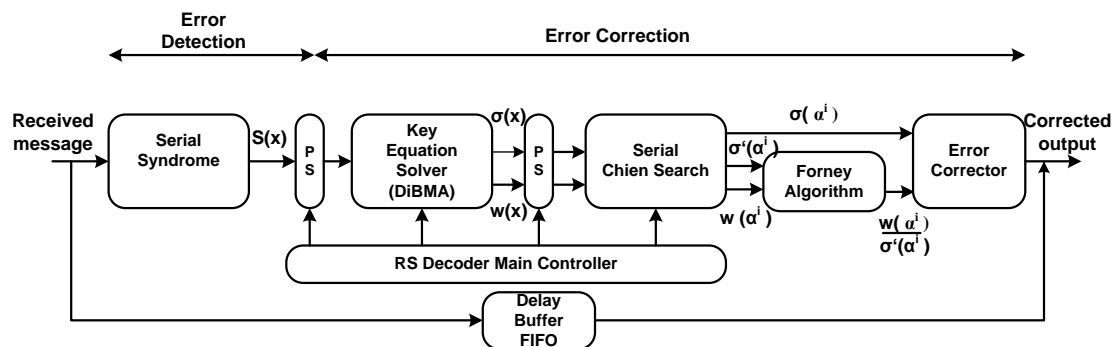 Error
Detection
Error Correction
Received
message
Serial
Syndrome
S(x)
P
S
Key
Equation
Solver
(DiBMA)
σ(x)
w(x)
P
S
Serial
Chien Search
σ( αⁱ )
σ‘(αⁱ)
w (αⁱ )
Forney
Algorithm
w( αⁱ)
σ‘(αⁱ)
Error
Corrector
Corrected
output
RS Decoder Main Controller
Delay
Buffer
FIFO